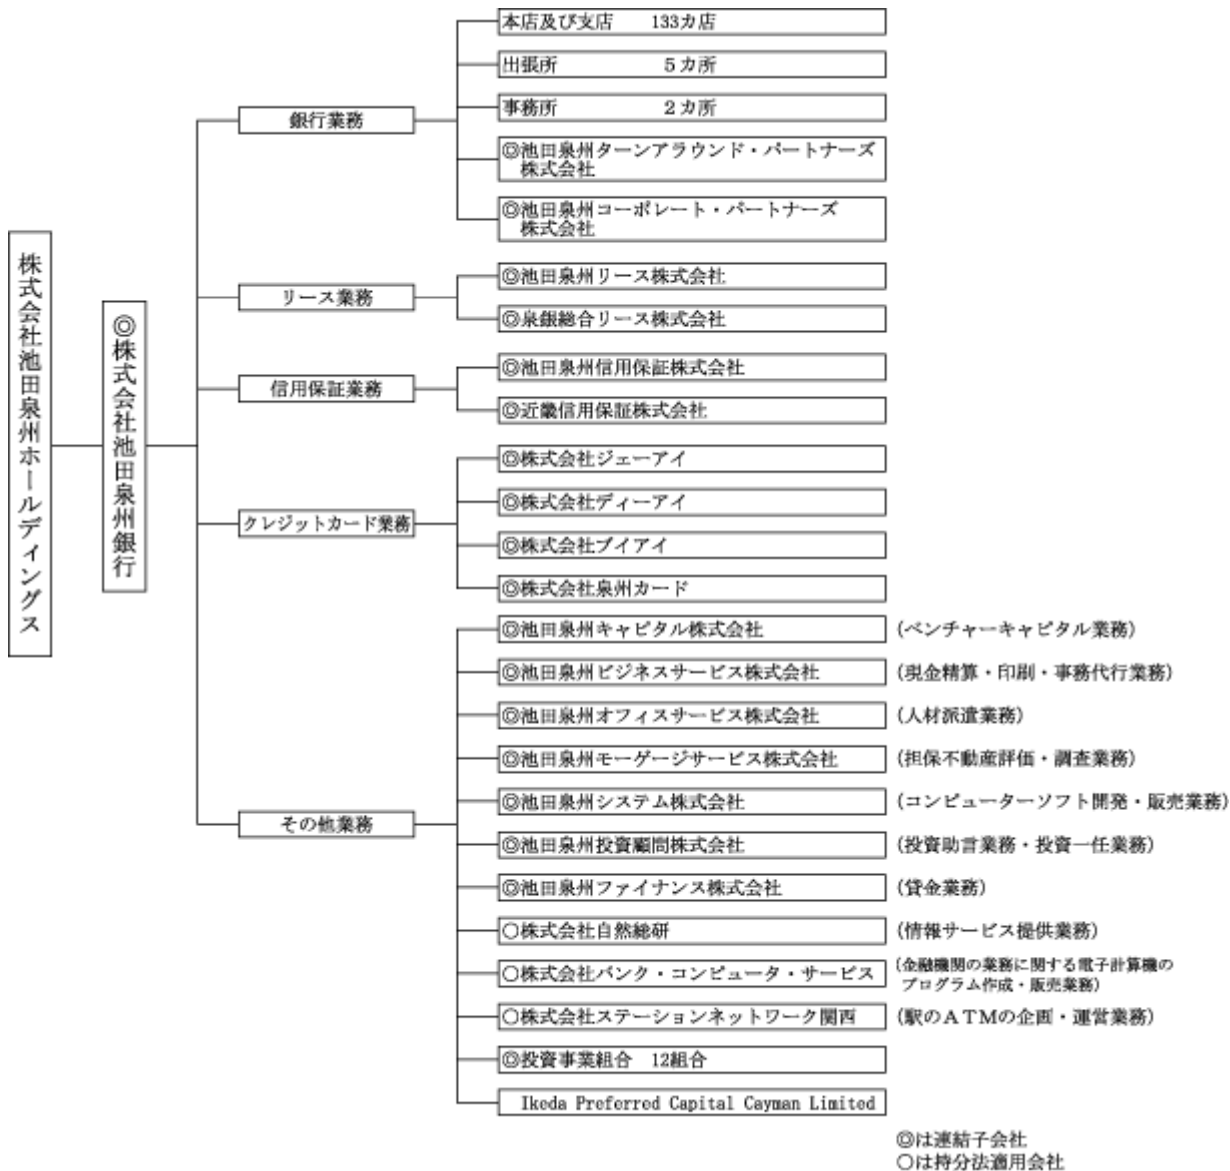 株式会社池田泉州ホールディングス
◎株式会社池田泉州銀行
銀行業務
本店及び支店　133カ店
出張所　5カ所
事務所　2カ所
◎池田泉州ターンアラウンド・パートナーズ
株式会社
◎池田泉州コーポレート・パートナーズ
株式会社
リース業務
◎池田泉州リース株式会社
◎泉銀総合リース株式会社
信用保証業務
◎池田泉州信用保証株式会社
◎近畿信用保証株式会社
クレジットカード業務
◎株式会社ジェーアイ
◎株式会社ディーアイ
◎株式会社ブイアイ
◎株式会社泉州カード
その他業務
◎池田泉州キャピタル株式会社　(ベンチャーキャピタル業務)
◎池田泉州ビジネスサービス株式会社　(現金精算・印刷・事務代行業務)
◎池田泉州オフィスサービス株式会社　(人材派遣業務)
◎池田泉州モーゲージサービス株式会社　(担保不動産評価・調査業務)
◎池田泉州システム株式会社　(コンピューターソフト開発・販売業務)
◎池田泉州投資顧問株式会社　(投資助言業務・投資一任業務)
◎池田泉州ファイナンス株式会社　(貸金業務)
○株式会社自然総研　(情報サービス提供業務)
○株式会社バンク・コンピュータ・サービス　(金融機関の業務に関する電子計算機の
プログラム作成・販売業務)
○株式会社ステーションネットワーク関西　(駅のＡＴＭの企画・運営業務)
◎投資事業組合　12組合
Ikeda Preferred Capital Cayman Limited
◎は連結子会社
○は持分法適用会社